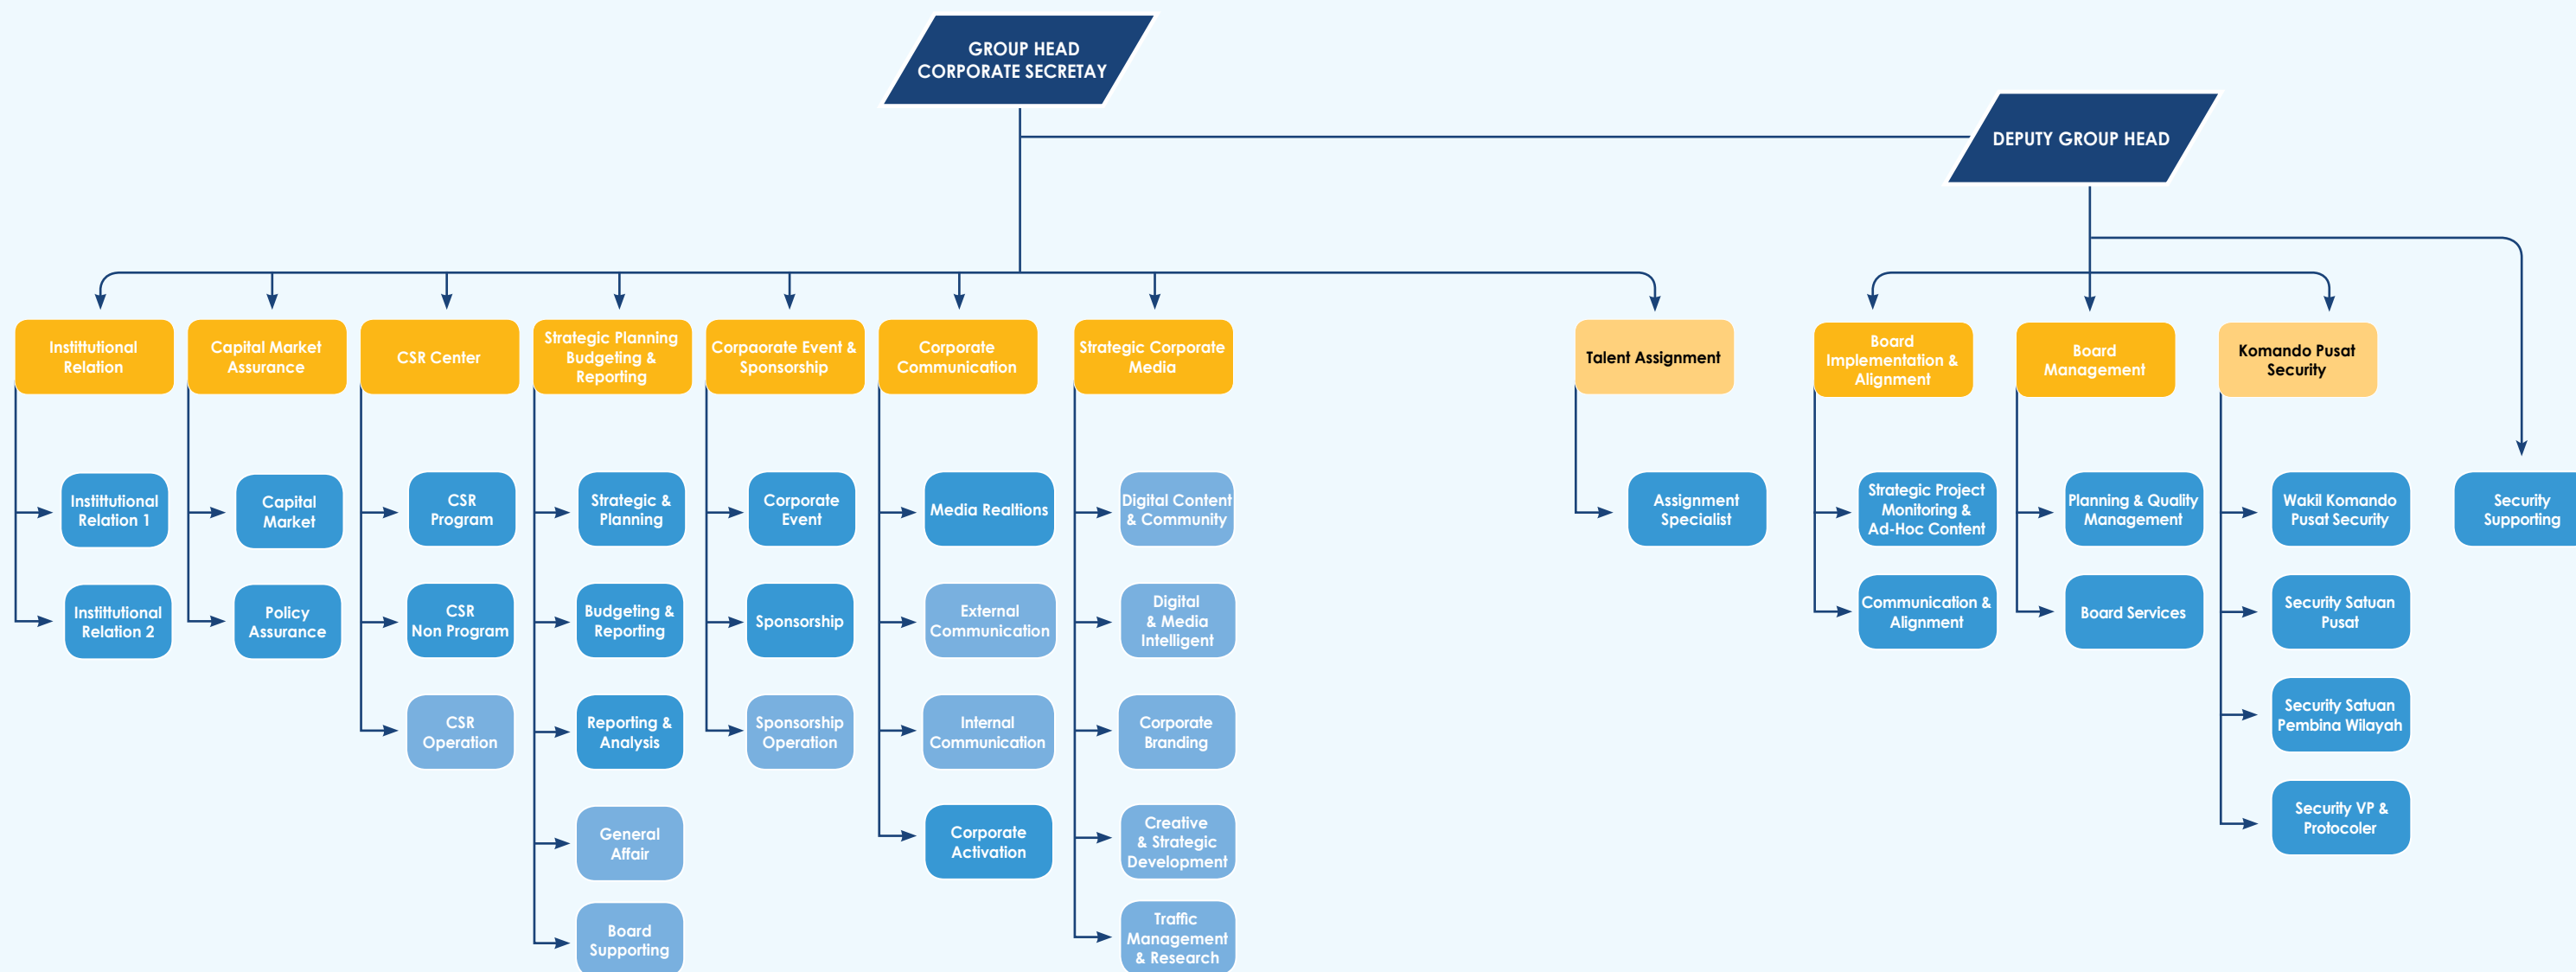 GROUP HEAD
CORPORATE SECRETAY
DEPUTY GROUP HEAD
Instittutional
Relation
Capital Market
Assurance
CSR Center
Strategic Planning
Budgeting &
Reporting
Corpaorate Event &
Sponsorship
Corporate
Communication
Strategic Corporate
Media
Talent Assignment
Board
Implementation &
Alignment
Board
Management
Komando Pusat
Security
Instittutional
Relation 1
Instittutional
Relation 2
Capital
Market
Policy
Assurance
CSR
Program
CSR
Non Program
CSR
Operation
Strategic &
Planning
Budgeting &
Reporting
Reporting &
Analysis
General
Affair
Board
Supporting
Corporate
Event
Sponsorship
Sponsorship
Operation
Media Realtions
External
Communication
Internal
Communication
Corporate
Activation
Digital Content
& Community
Digital
& Media
Intelligent
Corporate
Branding
Creative
& Strategic
Development
Traffic
Management
& Research
Assignment
Specialist
Strategic Project
Monitoring &
Ad-Hoc Content
Communication &
Alignment
Planning & Quality
Management
Board Services
Wakil Komando
Pusat Security
Security Satuan
Pusat
Security Satuan
Pembina Wilayah
Security VP &
Protocoler
Security
Supporting